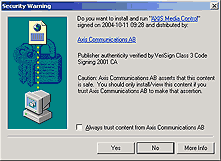 Security Warning
Do you want to install and run "AXIS Media Control"
signed on 2004-10-11 09:28 and distributed by:
Axis Communications AB
Publisher authenticity verified by VeriSign Class 3 Code
Signing 2001 CA
Caution: Axis Communications AB asserts that this content
is safe. You should only install/view this content if you
trust Axis Communications AB to make that assertion.
Always trust content from Axis Communications AB
Yes
No
More Info